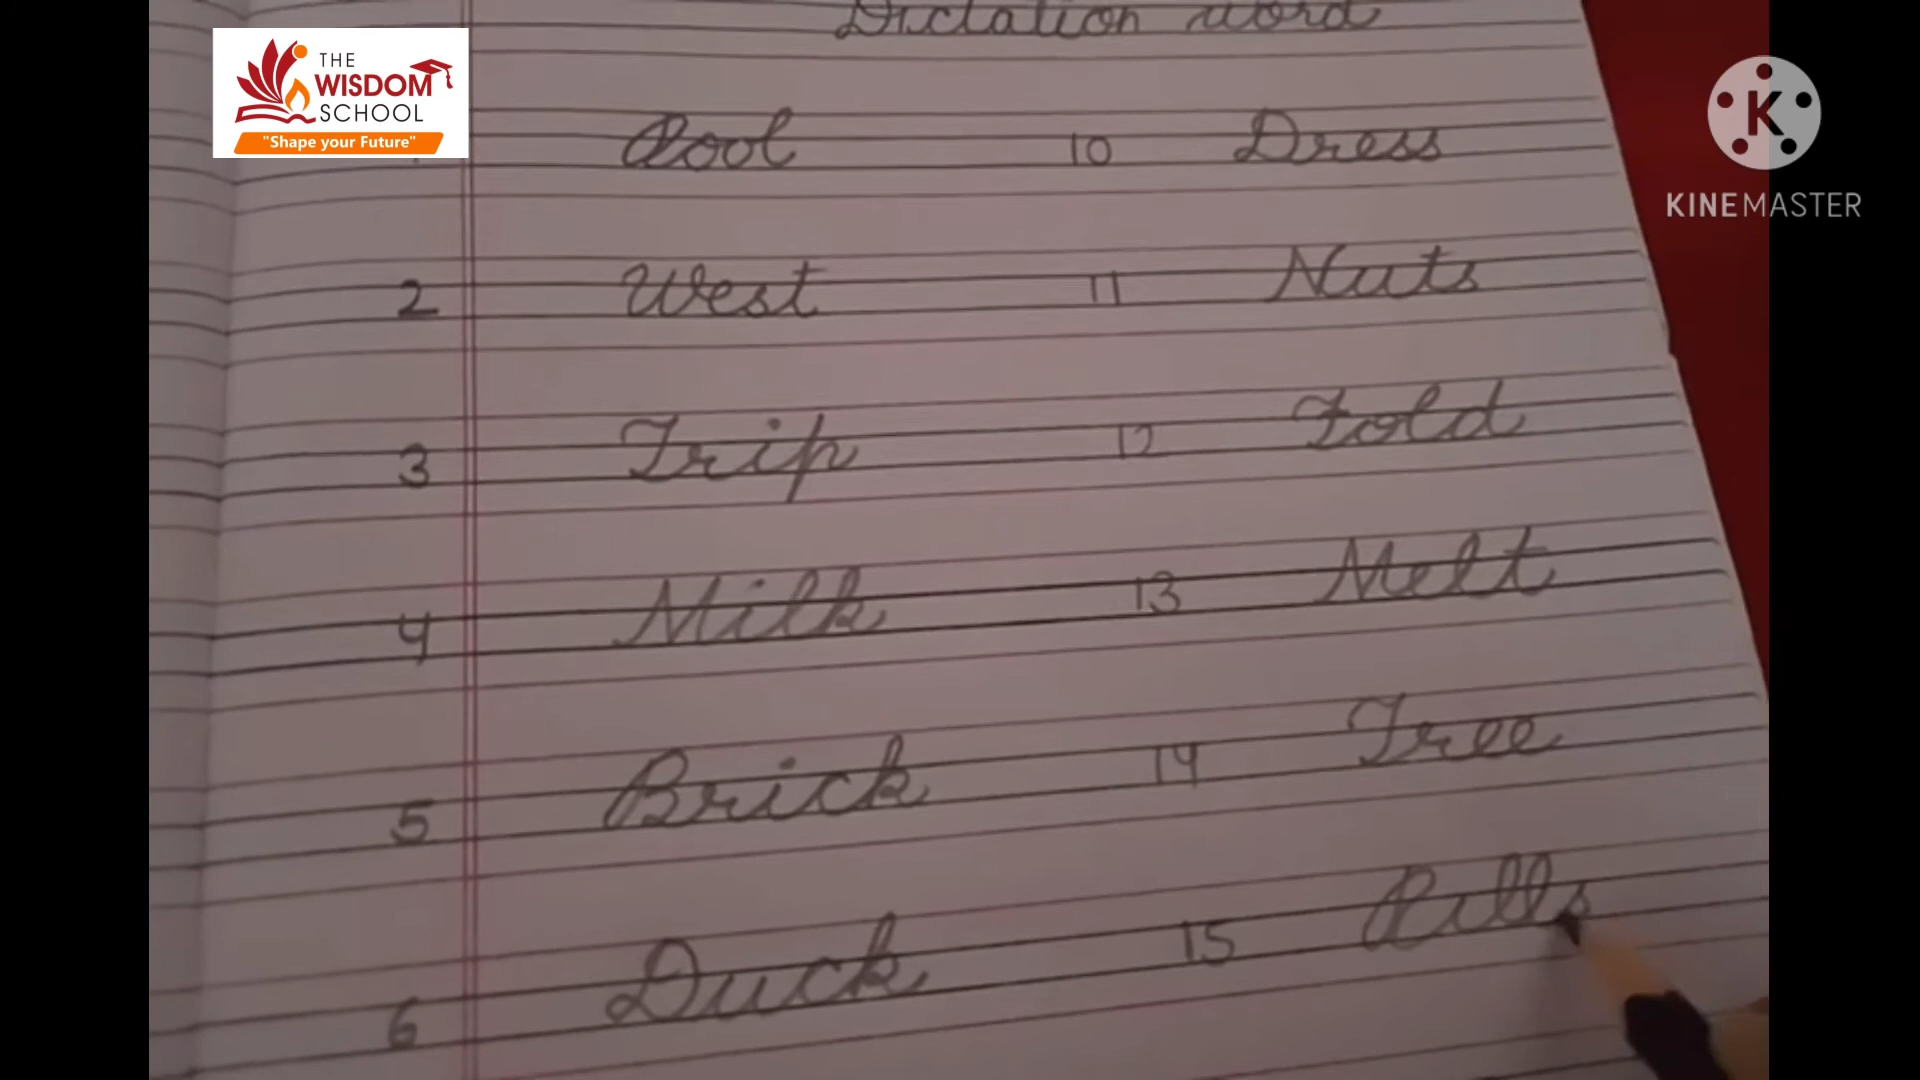 Dictation word
THE
WISDOM
SCHOOL
"Shape your Future"
K
KINEMASTER
Pool 10 Dress
2 West 11 Nuts
3 Trip 12 Fold
4 Milk 13 Melt
5 Brick 14 Tree
6 Duck 15 Pills